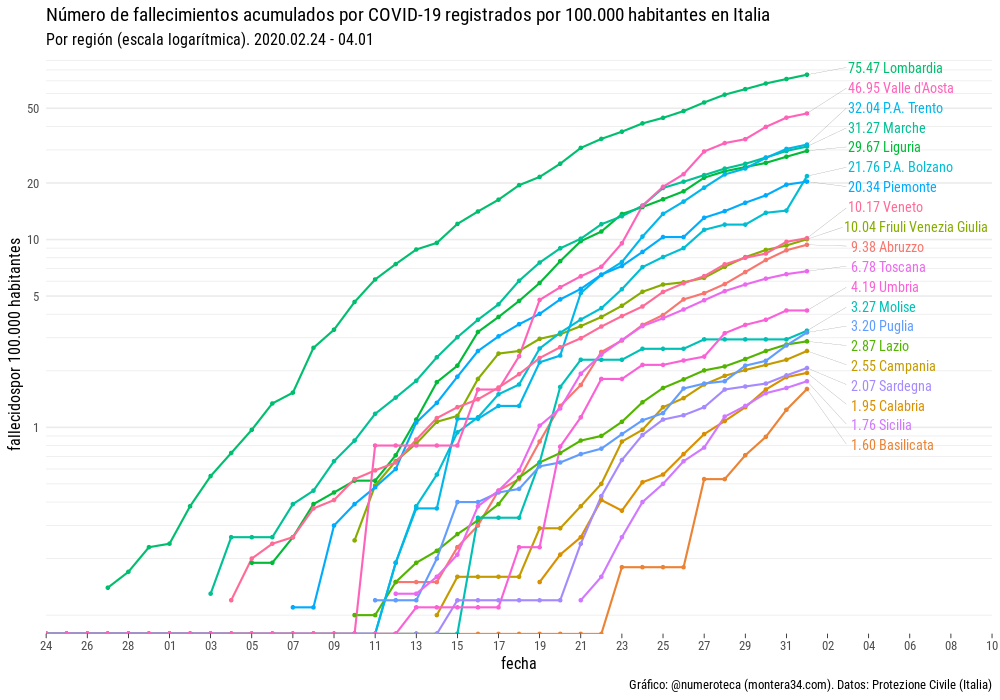 Número de fallecimientos acumulados por COVID-19 registrados por 100.000 habitantes en Italia
Por región (escala logarítmica). 2020.02.24 - 04.01
fallecidospor 100.000 habitantes
50
20
10
5
1
75.47 Lombardia
46.95 Valle d'Aosta
32.04 P.A. Trento
31.27 Marche
29.67 Liguria
21.76 P.A. Bolzano
20.34 Piemonte
10.17 Veneto
10.04 Friuli Venezia Giulia
9.38 Abruzzo
6.78 Toscana
4.19 Umbria
3.27 Molise
3.20 Puglia
2.87 Lazio
2.55 Campania
2.07 Sardegna
1.95 Calabria
1.76 Sicilia
1.60 Basilicata
24 26 28 01 03 05 07 09 11 13 15 17 19 21 23 25 27 29 31 02 04 06 08 10
fecha
Gráfico: @numeroteca (montera34.com). Datos: Protezione Civile (Italia)